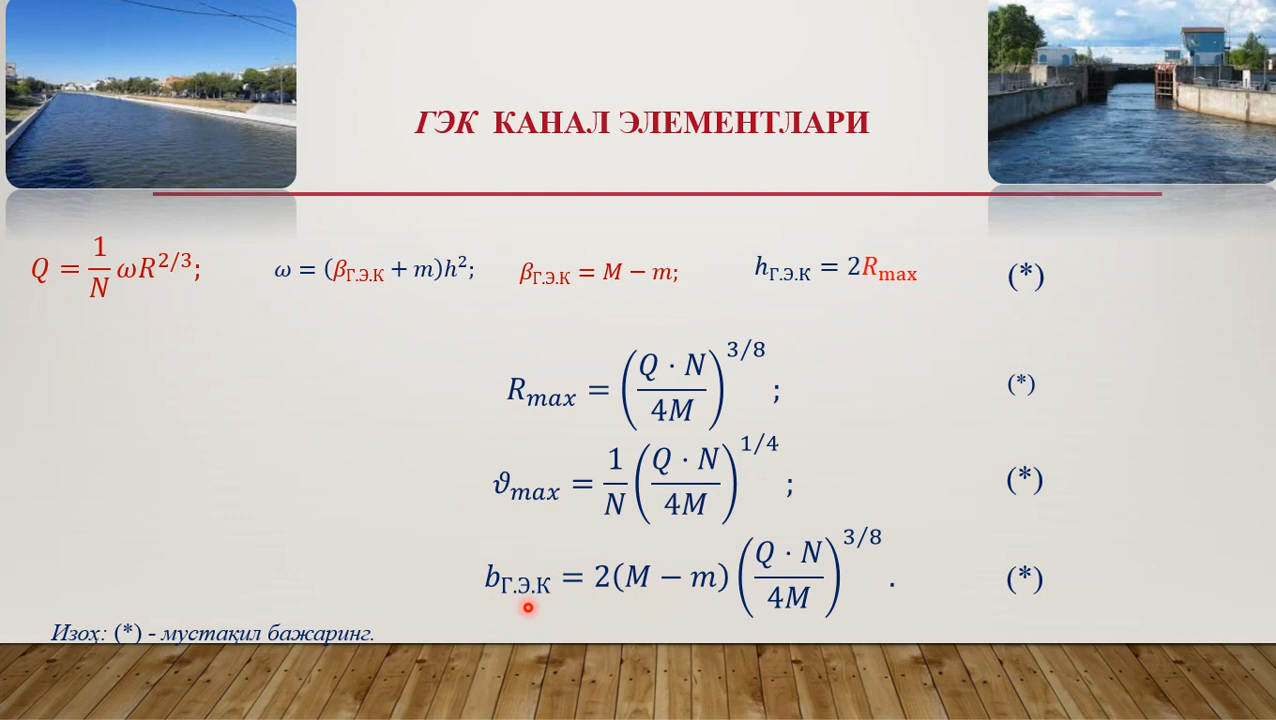 ГЭК КАНАЛ ЭЛЕМЕНТЛАРИ
Q = 1/N ωR^{2/3}; ω = (β_{Г.Э.К} + m)h²; β_{Г.Э.К} = M − m; h_{Г.Э.К} = 2R_{max} (*)
R_{max} = (Q · N / 4M)^{3/8}; (*)
ϑ_{max} = 1/N (Q · N / 4M)^{1/4}; (*)
b_{Г.Э.К} = 2(M − m)(Q · N / 4M)^{3/8}. (*)
Изоҳ: (*) - мустақил бажаринг.